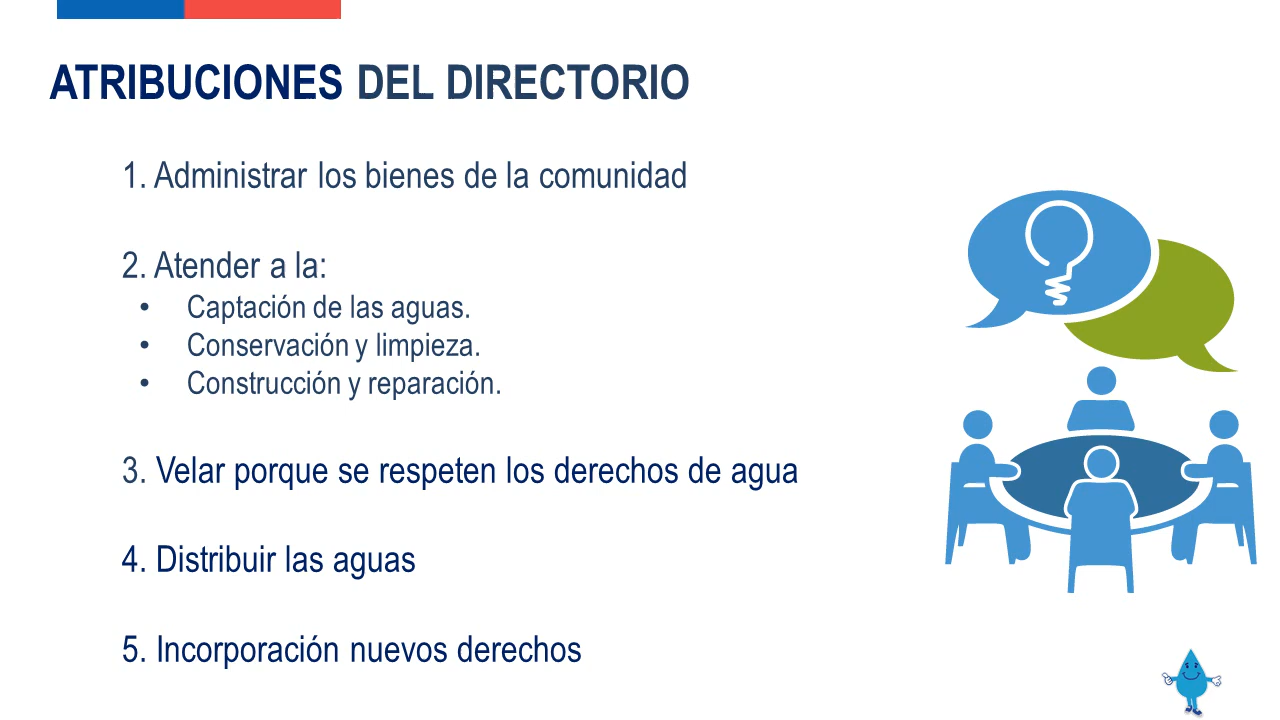 ATRIBUCIONES DEL DIRECTORIO
1. Administrar los bienes de la comunidad
2. Atender a la:
• Captación de las aguas.
• Conservación y limpieza.
• Construcción y reparación.
3. Velar porque se respeten los derechos de agua
4. Distribuir las aguas
5. Incorporación nuevos derechos